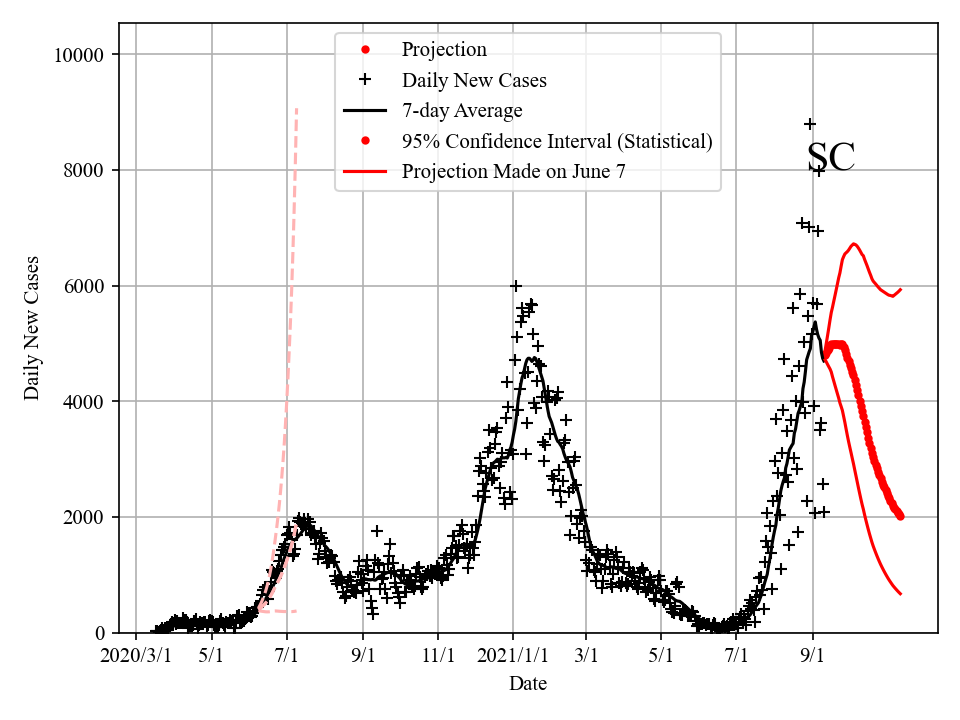 10000
8000
6000
4000
2000
0
Daily New Cases
Projection
Daily New Cases
7-day Average
95% Confidence Interval (Statistical)
Projection Made on June 7
SC
2020/3/1 5/1 7/1 9/1 11/1 2021/1/1 3/1 5/1 7/1 9/1
Date